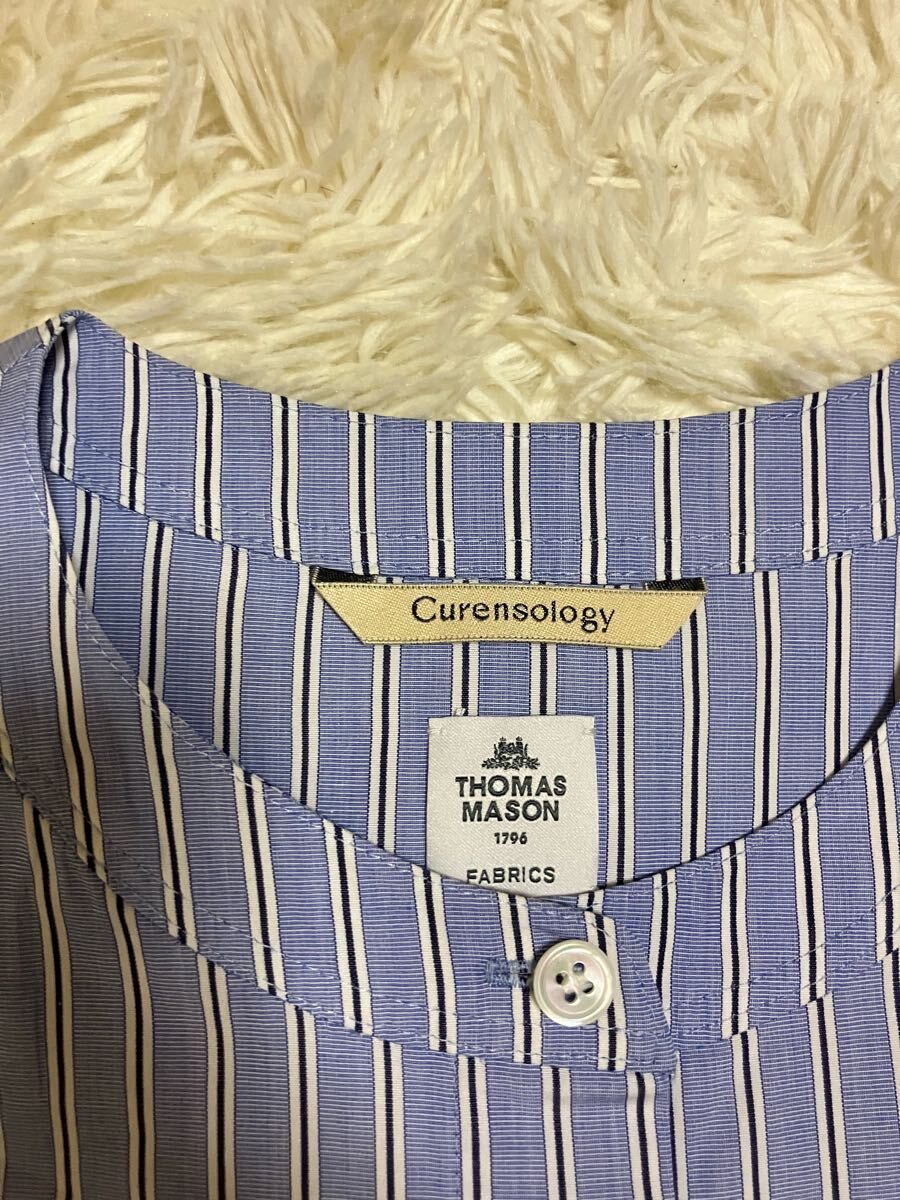 Curensology
THOMAS
MASON
1796
FABRICS